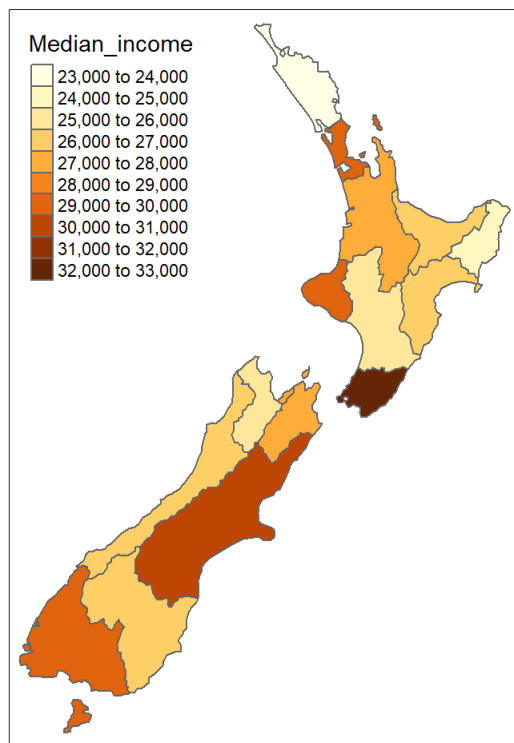 Median_income
23,000 to 24,000
24,000 to 25,000
25,000 to 26,000
26,000 to 27,000
27,000 to 28,000
28,000 to 29,000
29,000 to 30,000
30,000 to 31,000
31,000 to 32,000
32,000 to 33,000